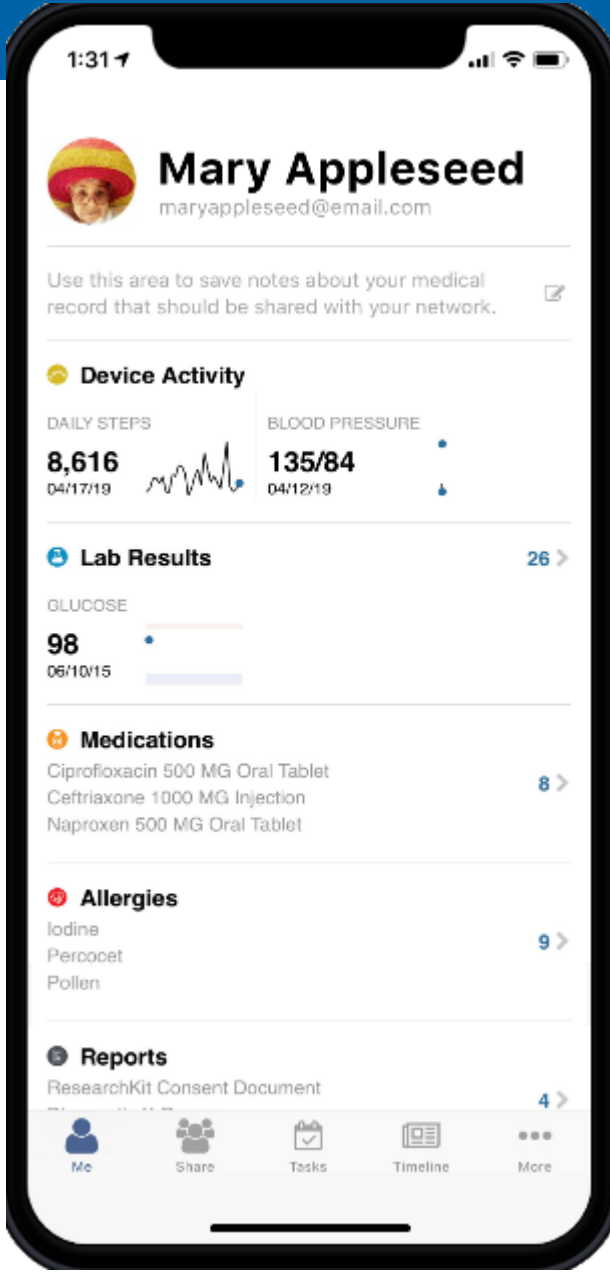 1:31
Mary Appleseed
maryappleseed@email.com
Use this area to save notes about your medical
record that should be shared with your network.
Device Activity
DAILY STEPS
8,616
04/17/19
BLOOD PRESSURE
135/84
04/12/19
Lab Results
26
GLUCOSE
98
06/10/15
Medications
Ciprofloxacin 500 MG Oral Tablet
Ceftriaxone 1000 MG Injection
Naproxen 500 MG Oral Tablet
8
Allergies
Iodine
Percocet
Pollen
9
Reports
ResearchKit Consent Document
4
Me
Share
Tasks
Timeline
More